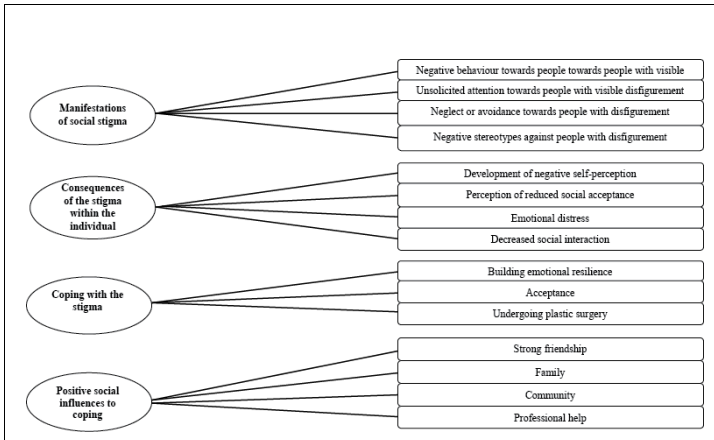 Manifestations
of social stigma
Negative behaviour towards people towards people with visible
Unsolicited attention towards people with visible disfigurement
Neglect or avoidance towards people with disfigurement
Negative stereotypes against people with disfigurement
Consequences
of the stigma
within the
individual
Development of negative self-perception
Perception of reduced social acceptance
Emotional distress
Decreased social interaction
Coping with the
stigma
Building emotional resilience
Acceptance
Undergoing plastic surgery
Positive social
influences to
coping
Strong friendship
Family
Community
Professional help